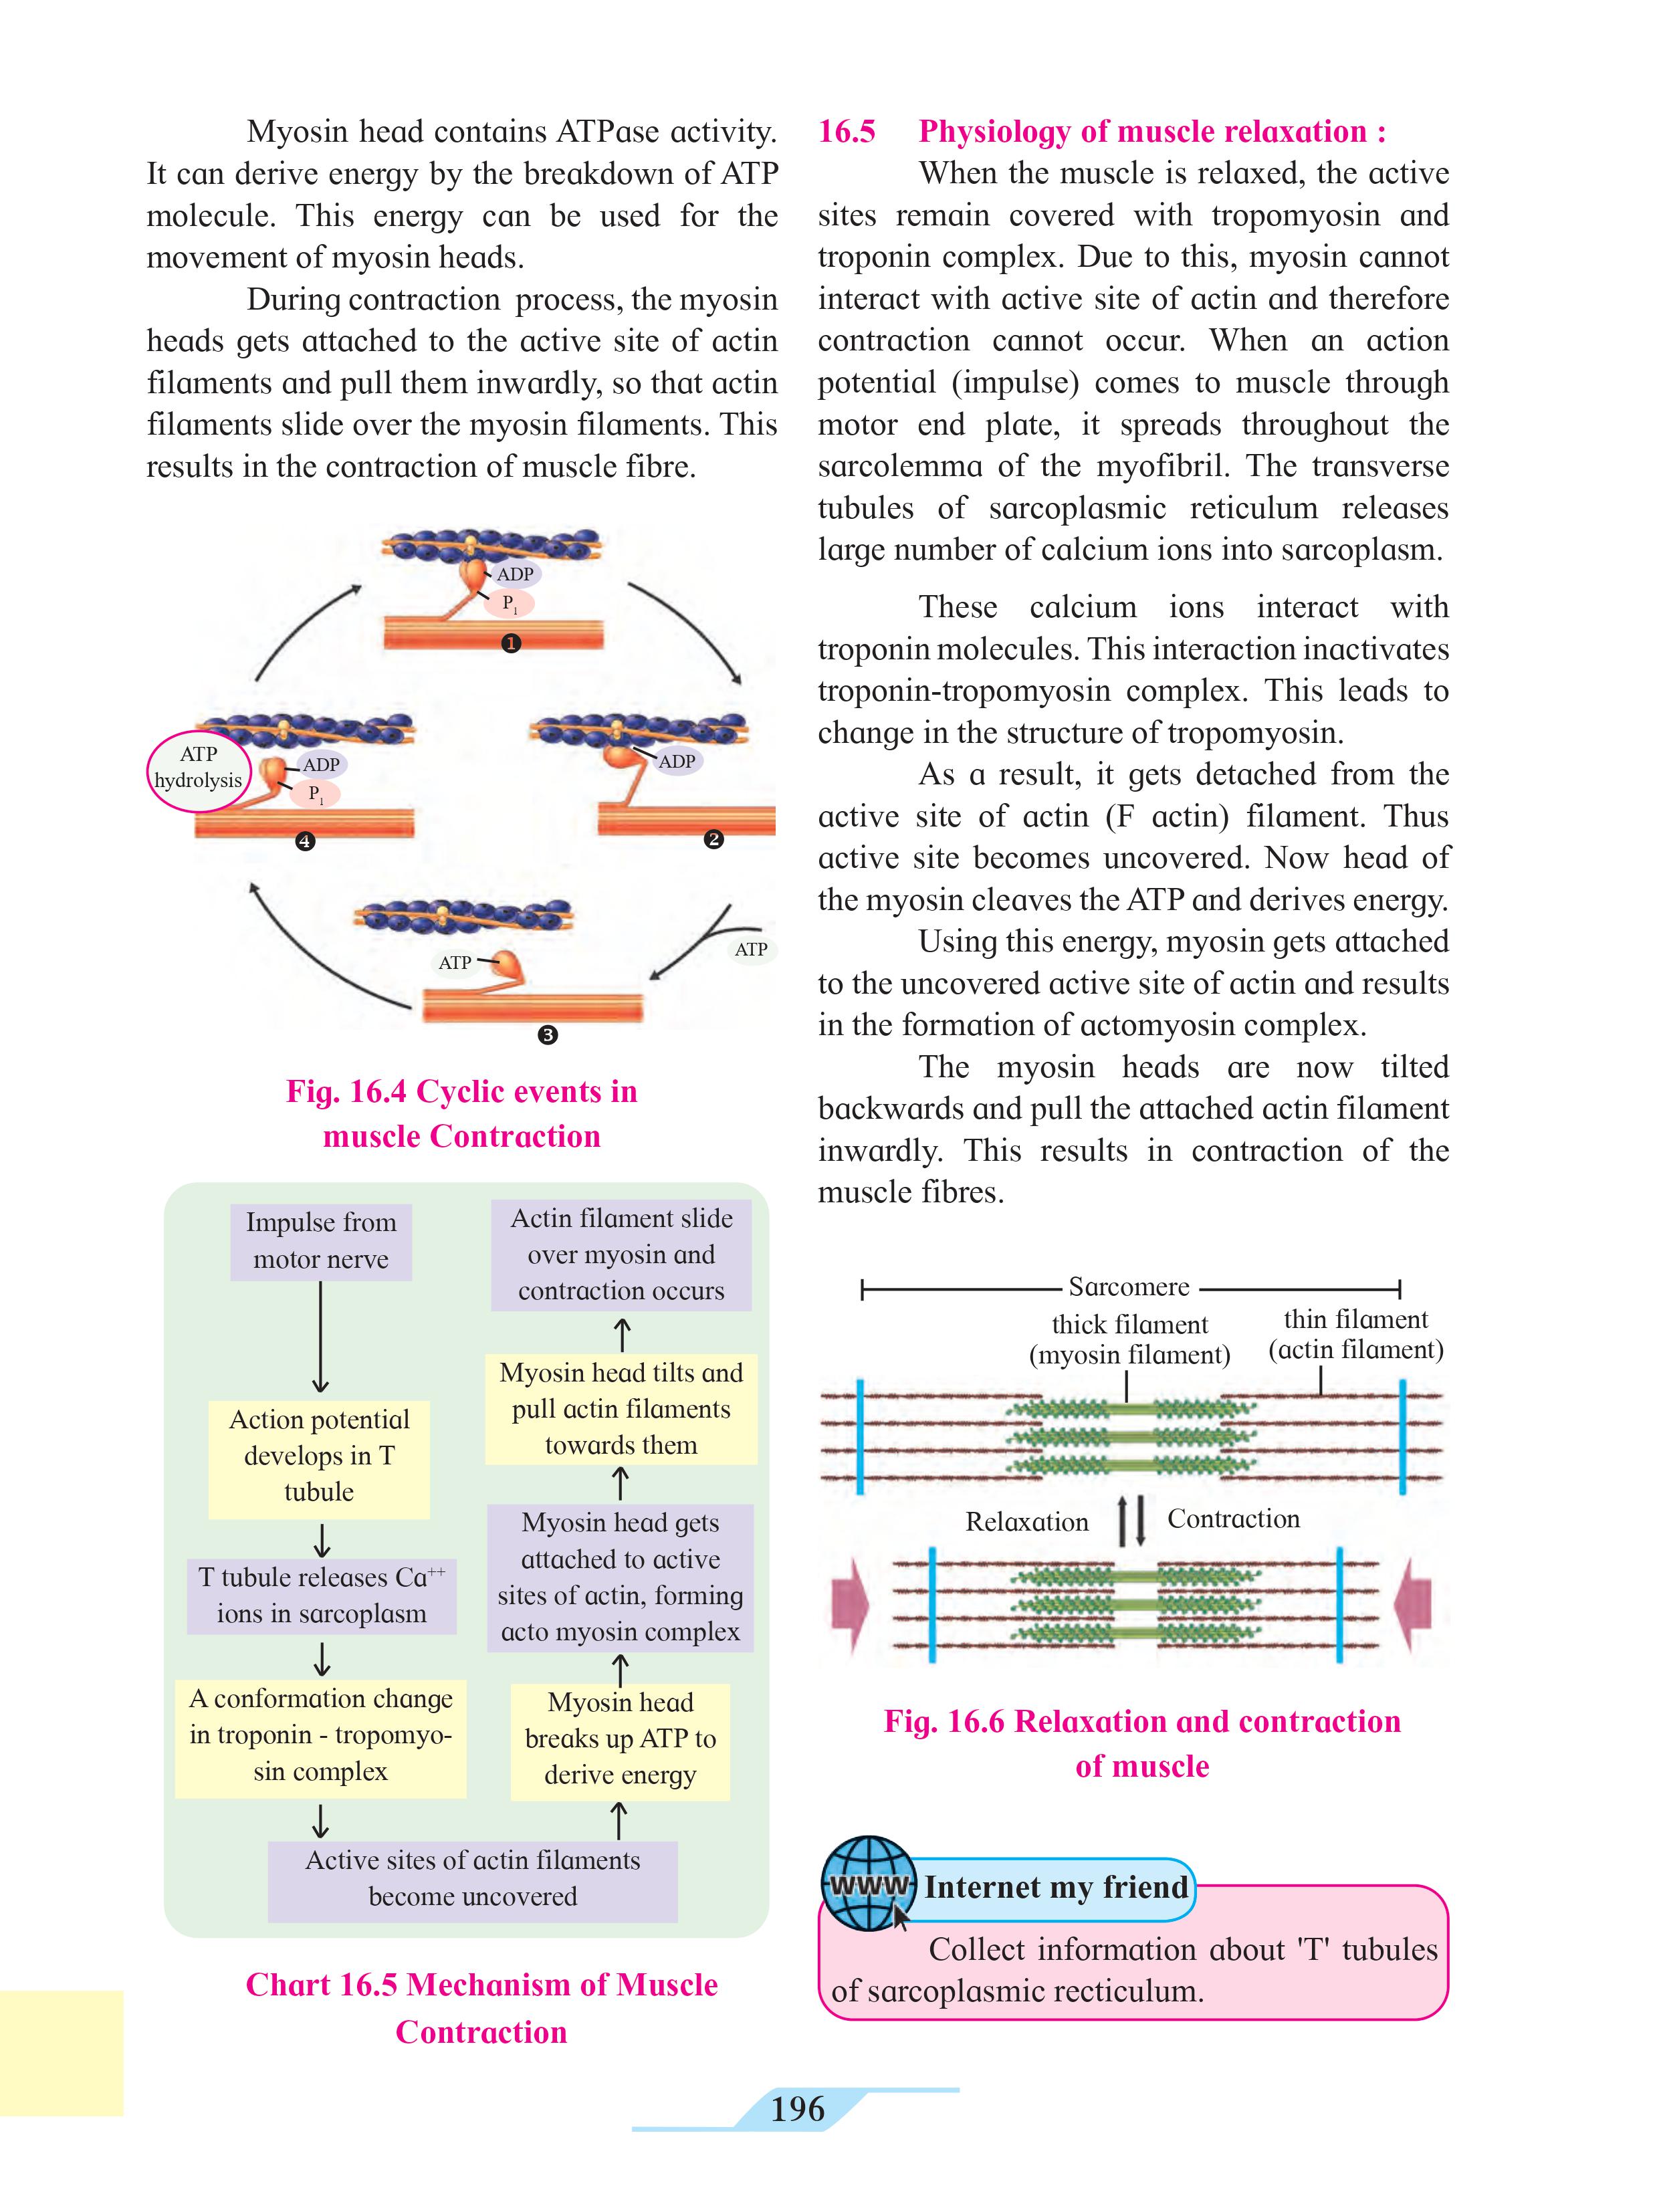 Myosin head contains ATPase activity.
It can derive energy by the breakdown of ATP
molecule. This energy can be used for the
movement of myosin heads.
During contraction process, the myosin
heads gets attached to the active site of actin
filaments and pull them inwardly, so that actin
filaments slide over the myosin filaments. This
results in the contraction of muscle fibre.
ADP
P1
1
ATP
hydrolysis
ADP
P1
4
ADP
2
ATP
ATP
3
Fig. 16.4 Cyclic events in
muscle Contraction
Impulse from
motor nerve
Action potential
develops in T
tubule
T tubule releases Ca++
ions in sarcoplasm
A conformation change
in troponin - tropomyo-
sin complex
Active sites of actin filaments
become uncovered
Myosin head
breaks up ATP to
derive energy
Myosin head gets
attached to active
sites of actin, forming
acto myosin complex
Myosin head tilts and
pull actin filaments
towards them
Actin filament slide
over myosin and
contraction occurs
Chart 16.5 Mechanism of Muscle
Contraction
16.5 Physiology of muscle relaxation :
When the muscle is relaxed, the active
sites remain covered with tropomyosin and
troponin complex. Due to this, myosin cannot
interact with active site of actin and therefore
contraction cannot occur. When an action
potential (impulse) comes to muscle through
motor end plate, it spreads throughout the
sarcolemma of the myofibril. The transverse
tubules of sarcoplasmic reticulum releases
large number of calcium ions into sarcoplasm.
These calcium ions interact with
troponin molecules. This interaction inactivates
troponin-tropomyosin complex. This leads to
change in the structure of tropomyosin.
As a result, it gets detached from the
active site of actin (F actin) filament. Thus
active site becomes uncovered. Now head of
the myosin cleaves the ATP and derives energy.
Using this energy, myosin gets attached
to the uncovered active site of actin and results
in the formation of actomyosin complex.
The myosin heads are now tilted
backwards and pull the attached actin filament
inwardly. This results in contraction of the
muscle fibres.
Sarcomere
thick filament
(myosin filament)
thin filament
(actin filament)
Relaxation
Contraction
Fig. 16.6 Relaxation and contraction
of muscle
WWW
Internet my friend
Collect information about 'T' tubules
of sarcoplasmic recticulum.
196